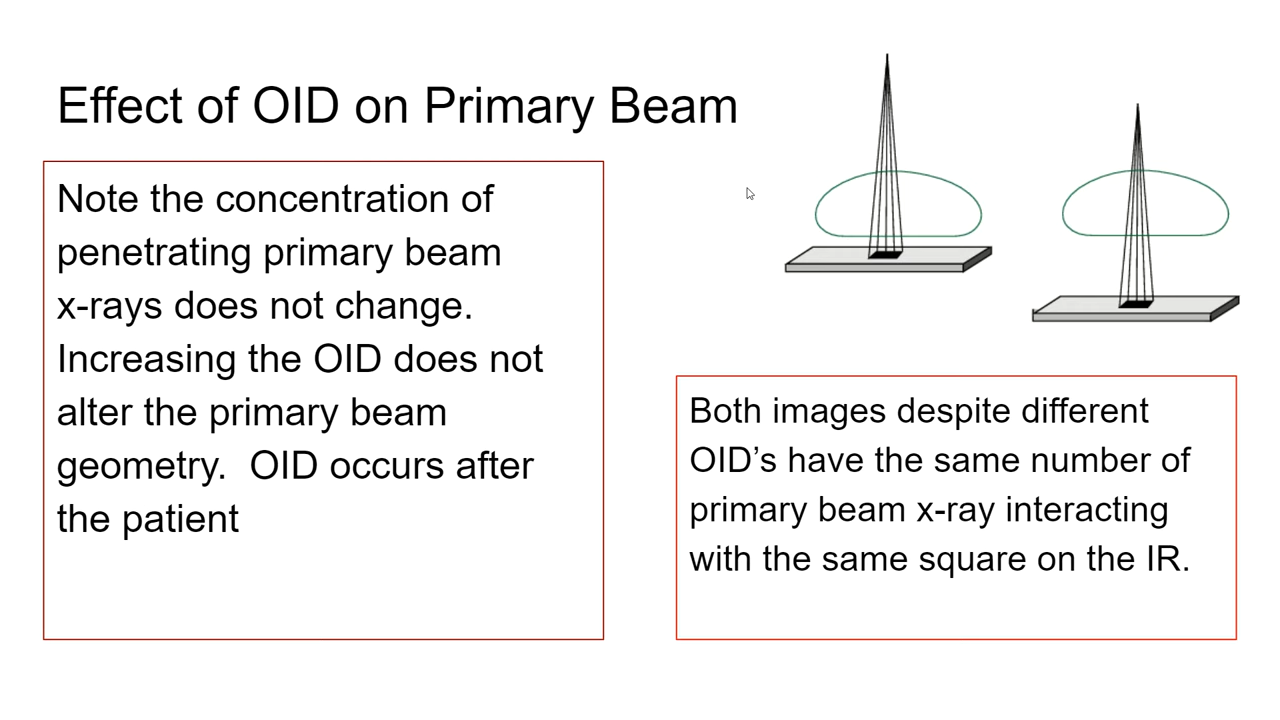 Effect of OID on Primary Beam
Note the concentration of
penetrating primary beam
x-rays does not change.
Increasing the OID does not
alter the primary beam
geometry.  OID occurs after
the patient
Both images despite different
OID’s have the same number of
primary beam x-ray interacting
with the same square on the IR.